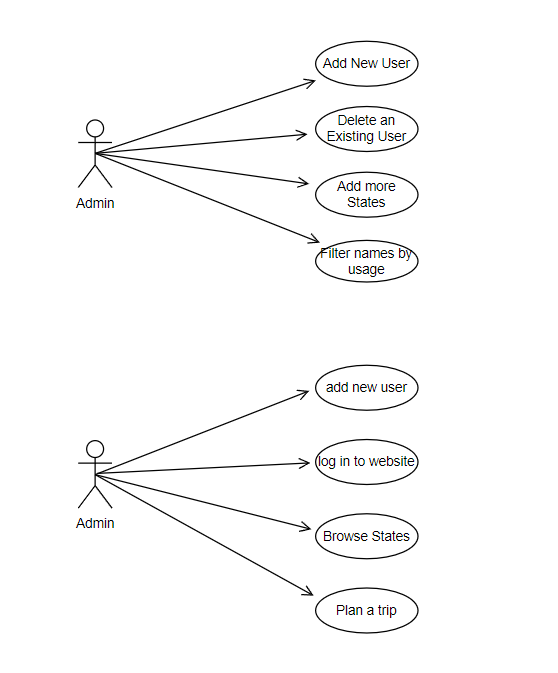 Add New User
Delete an
Existing User
Admin
Add more
States
Filter names by
usage
add new user
log in to website
Admin
Browse States
Plan a trip